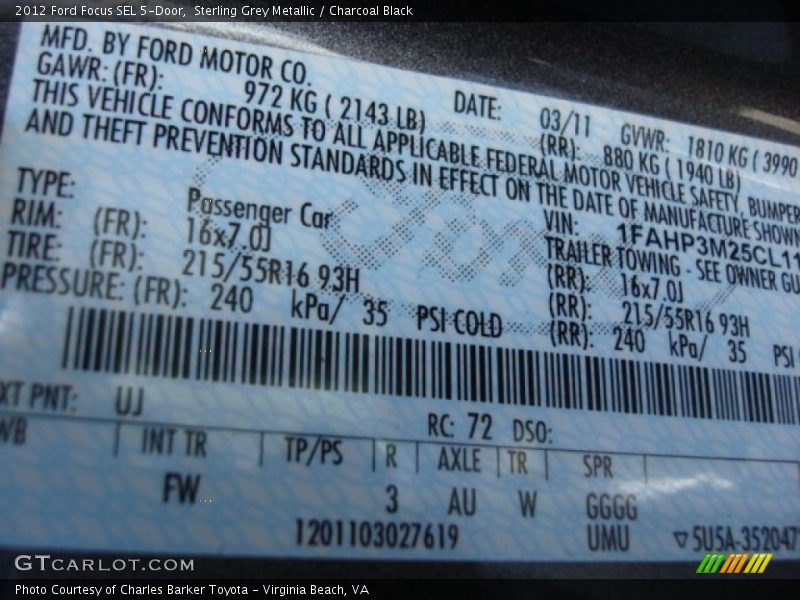 2012 Ford Focus SEL 5-Door, Sterling Grey Metallic / Charcoal Black
MFD. BY FORD MOTOR CO.
DATE: 03/11 GVWR: 1810 KG ( 3990
GAWR: (FR): 972 KG ( 2143 LB) (RR): 880 KG ( 1940 LB)
THIS VEHICLE CONFORMS TO ALL APPLICABLE FEDERAL MOTOR VEHICLE SAFETY, BUMPER
AND THEFT PREVENTION STANDARDS IN EFFECT ON THE DATE OF MANUFACTURE SHOWN
VIN: 1FAHP3M25CL11
TYPE: Passenger Car TRAILER TOWING - SEE OWNER GU
RIM: (FR): 16x7.0J (RR): 16x7.0J
TIRE: (FR): 215/55R16 93H (RR): 215/55R16 93H
PRESSURE: (FR): 240 kPa/ 35 PSI COLD (RR): 240 kPa/ 35 PSI
XT PNT: UJ RC: 72 DSO:
WB INT TR TP/PS R AXLE TR SPR
FW 3 AU W GGGG
1201103027619 UMU ▽5U5A-352047
GTCARLOT.COM
Photo Courtesy of Charles Barker Toyota - Virginia Beach, VA